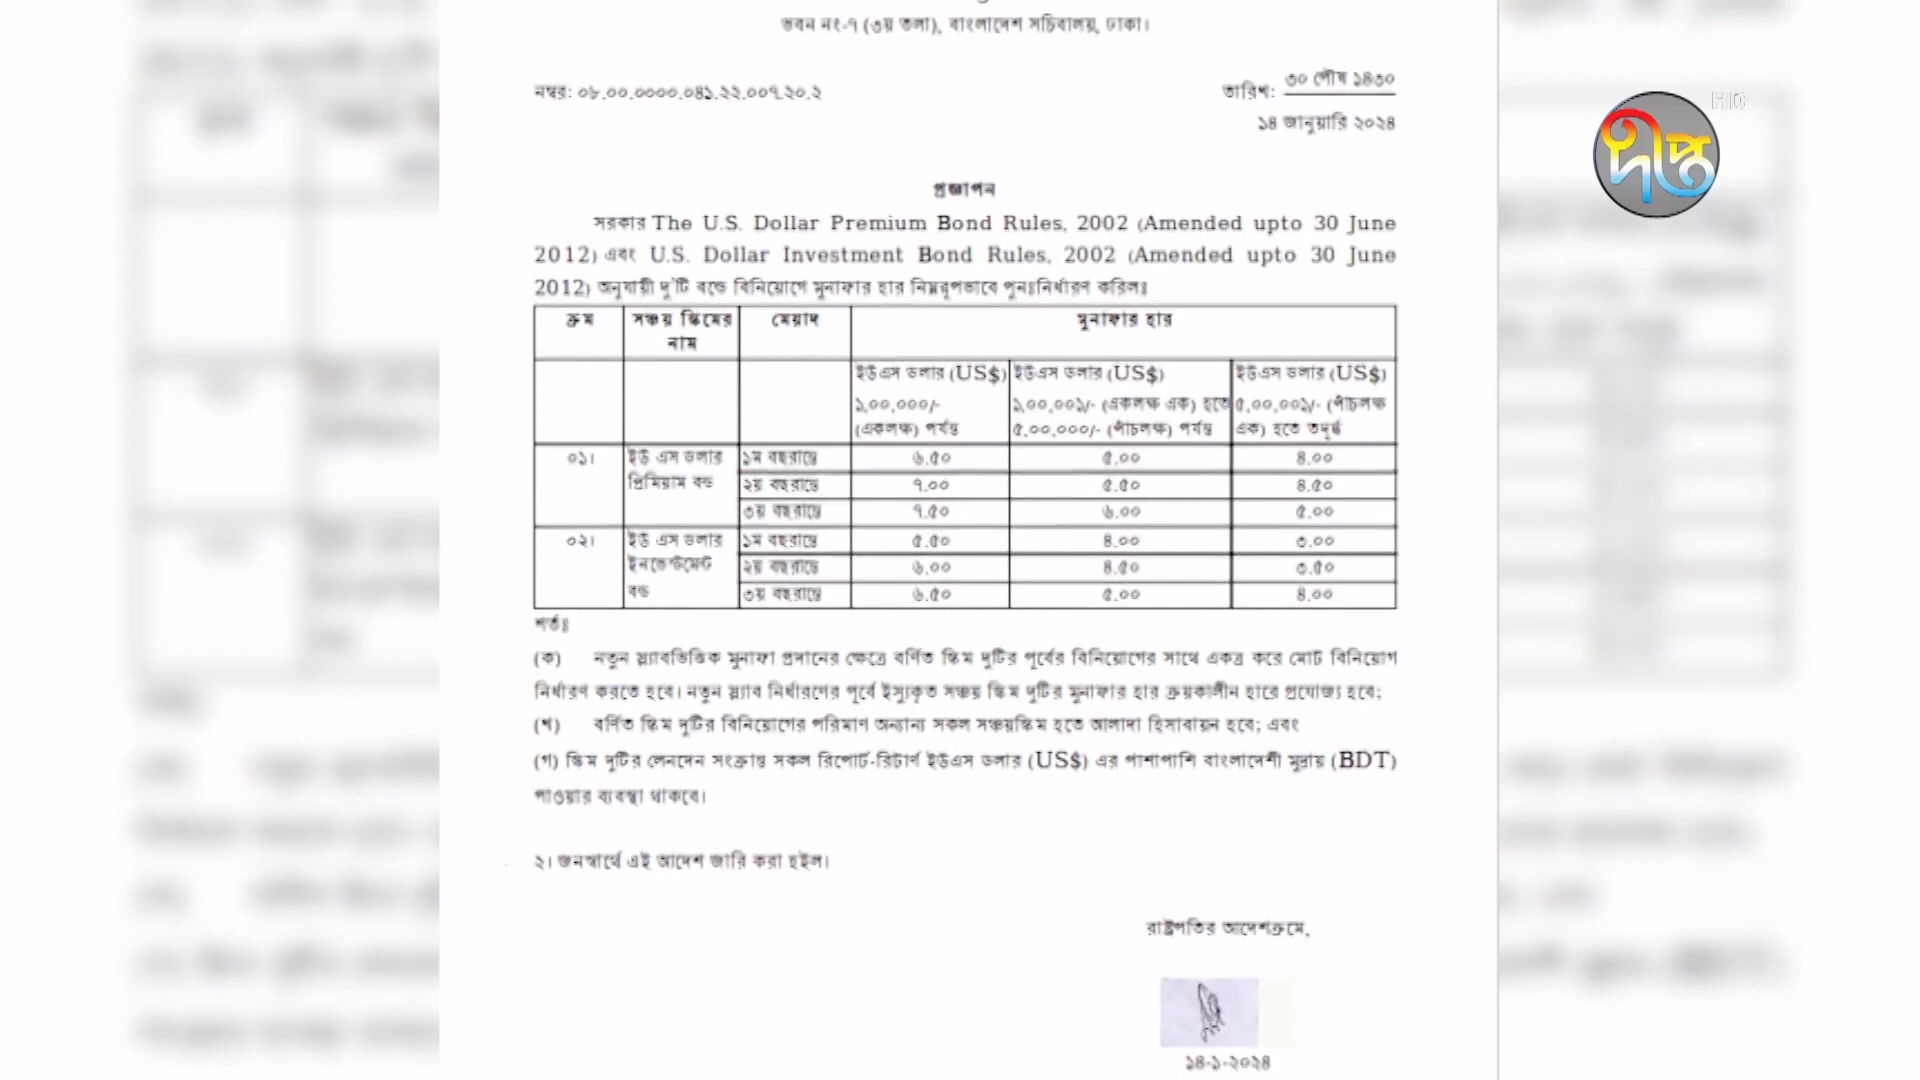 ভবন নং-৭ (৩য় তলা), বাংলাদেশ সচিবালয়, ঢাকা।
নম্বর: ০৮.০০.০০০০.০৪১.২২.০০৭.২০.২
তারিখ: ৩০ পৌষ ১৪৩০
১৪ জানুয়ারি ২০২৪
HD
দীপ্ত
প্রজ্ঞাপন
সরকার The U.S. Dollar Premium Bond Rules, 2002 (Amended upto 30 June
2012) এবং U.S. Dollar Investment Bond Rules, 2002 (Amended upto 30 June
2012) অনুযায়ী দু'টি বন্ডে বিনিয়োগে মুনাফার হার নিম্নরূপভাবে পুনঃনির্ধারণ করিলঃ
ক্রম সঞ্চয় স্কিমের নাম মেয়াদ মুনাফার হার
ইউএস ডলার (US$) ইউএস ডলার (US$) ইউএস ডলার (US$)
১,০০,০০০/- ১,০০,০০১/- (একলক্ষ এক) হতে ৫,০০,০০১/- (পাঁচলক্ষ
(একলক্ষ) পর্যন্ত ৫,০০,০০০/- (পাঁচলক্ষ) পর্যন্ত এক) হতে তদূর্ধ্ব
০১। ইউ এস ডলার ১ম বছরান্তে ৬.৫০ ৫.০০ ৪.০০
প্রিমিয়াম বন্ড ২য় বছরান্তে ৭.০০ ৫.৫০ ৪.৫০
৩য় বছরান্তে ৭.৫০ ৬.০০ ৫.০০
০২। ইউ এস ডলার ১ম বছরান্তে ৫.৫০ ৪.০০ ৩.০০
ইনভেস্টমেন্ট ২য় বছরান্তে ৬.০০ ৪.৫০ ৩.৫০
বন্ড ৩য় বছরান্তে ৬.৫০ ৫.০০ ৪.০০
শর্তঃ
(ক) নতুন স্ল্যাবভিত্তিক মুনাফা প্রদানের ক্ষেত্রে বর্ণিত স্কিম দুটির পূর্বের বিনিয়োগের সাথে একত্র করে মোট বিনিয়োগ
নির্ধারণ করতে হবে। নতুন স্ল্যাব নির্ধারণের পূর্বে ইস্যুকৃত সঞ্চয় স্কিম দুটির মুনাফার হার ক্রয়কালীন হারে প্রযোজ্য হবে;
(খ) বর্ণিত স্কিম দুটির বিনিয়োগের পরিমাণ অন্যান্য সকল সঞ্চয়স্কিম হতে আলাদা হিসাবায়ন হবে; এবং
(গ) স্কিম দুটির লেনদেন সংক্রান্ত সকল রিপোর্ট-রিটার্ণ ইউএস ডলার (US$) এর পাশাপাশি বাংলাদেশী মুদ্রায় (BDT)
পাওয়ার ব্যবস্থা থাকবে।
২। জনস্বার্থে এই আদেশ জারি করা হইল।
রাষ্ট্রপতির আদেশক্রমে,
১৪-১-২০২৪